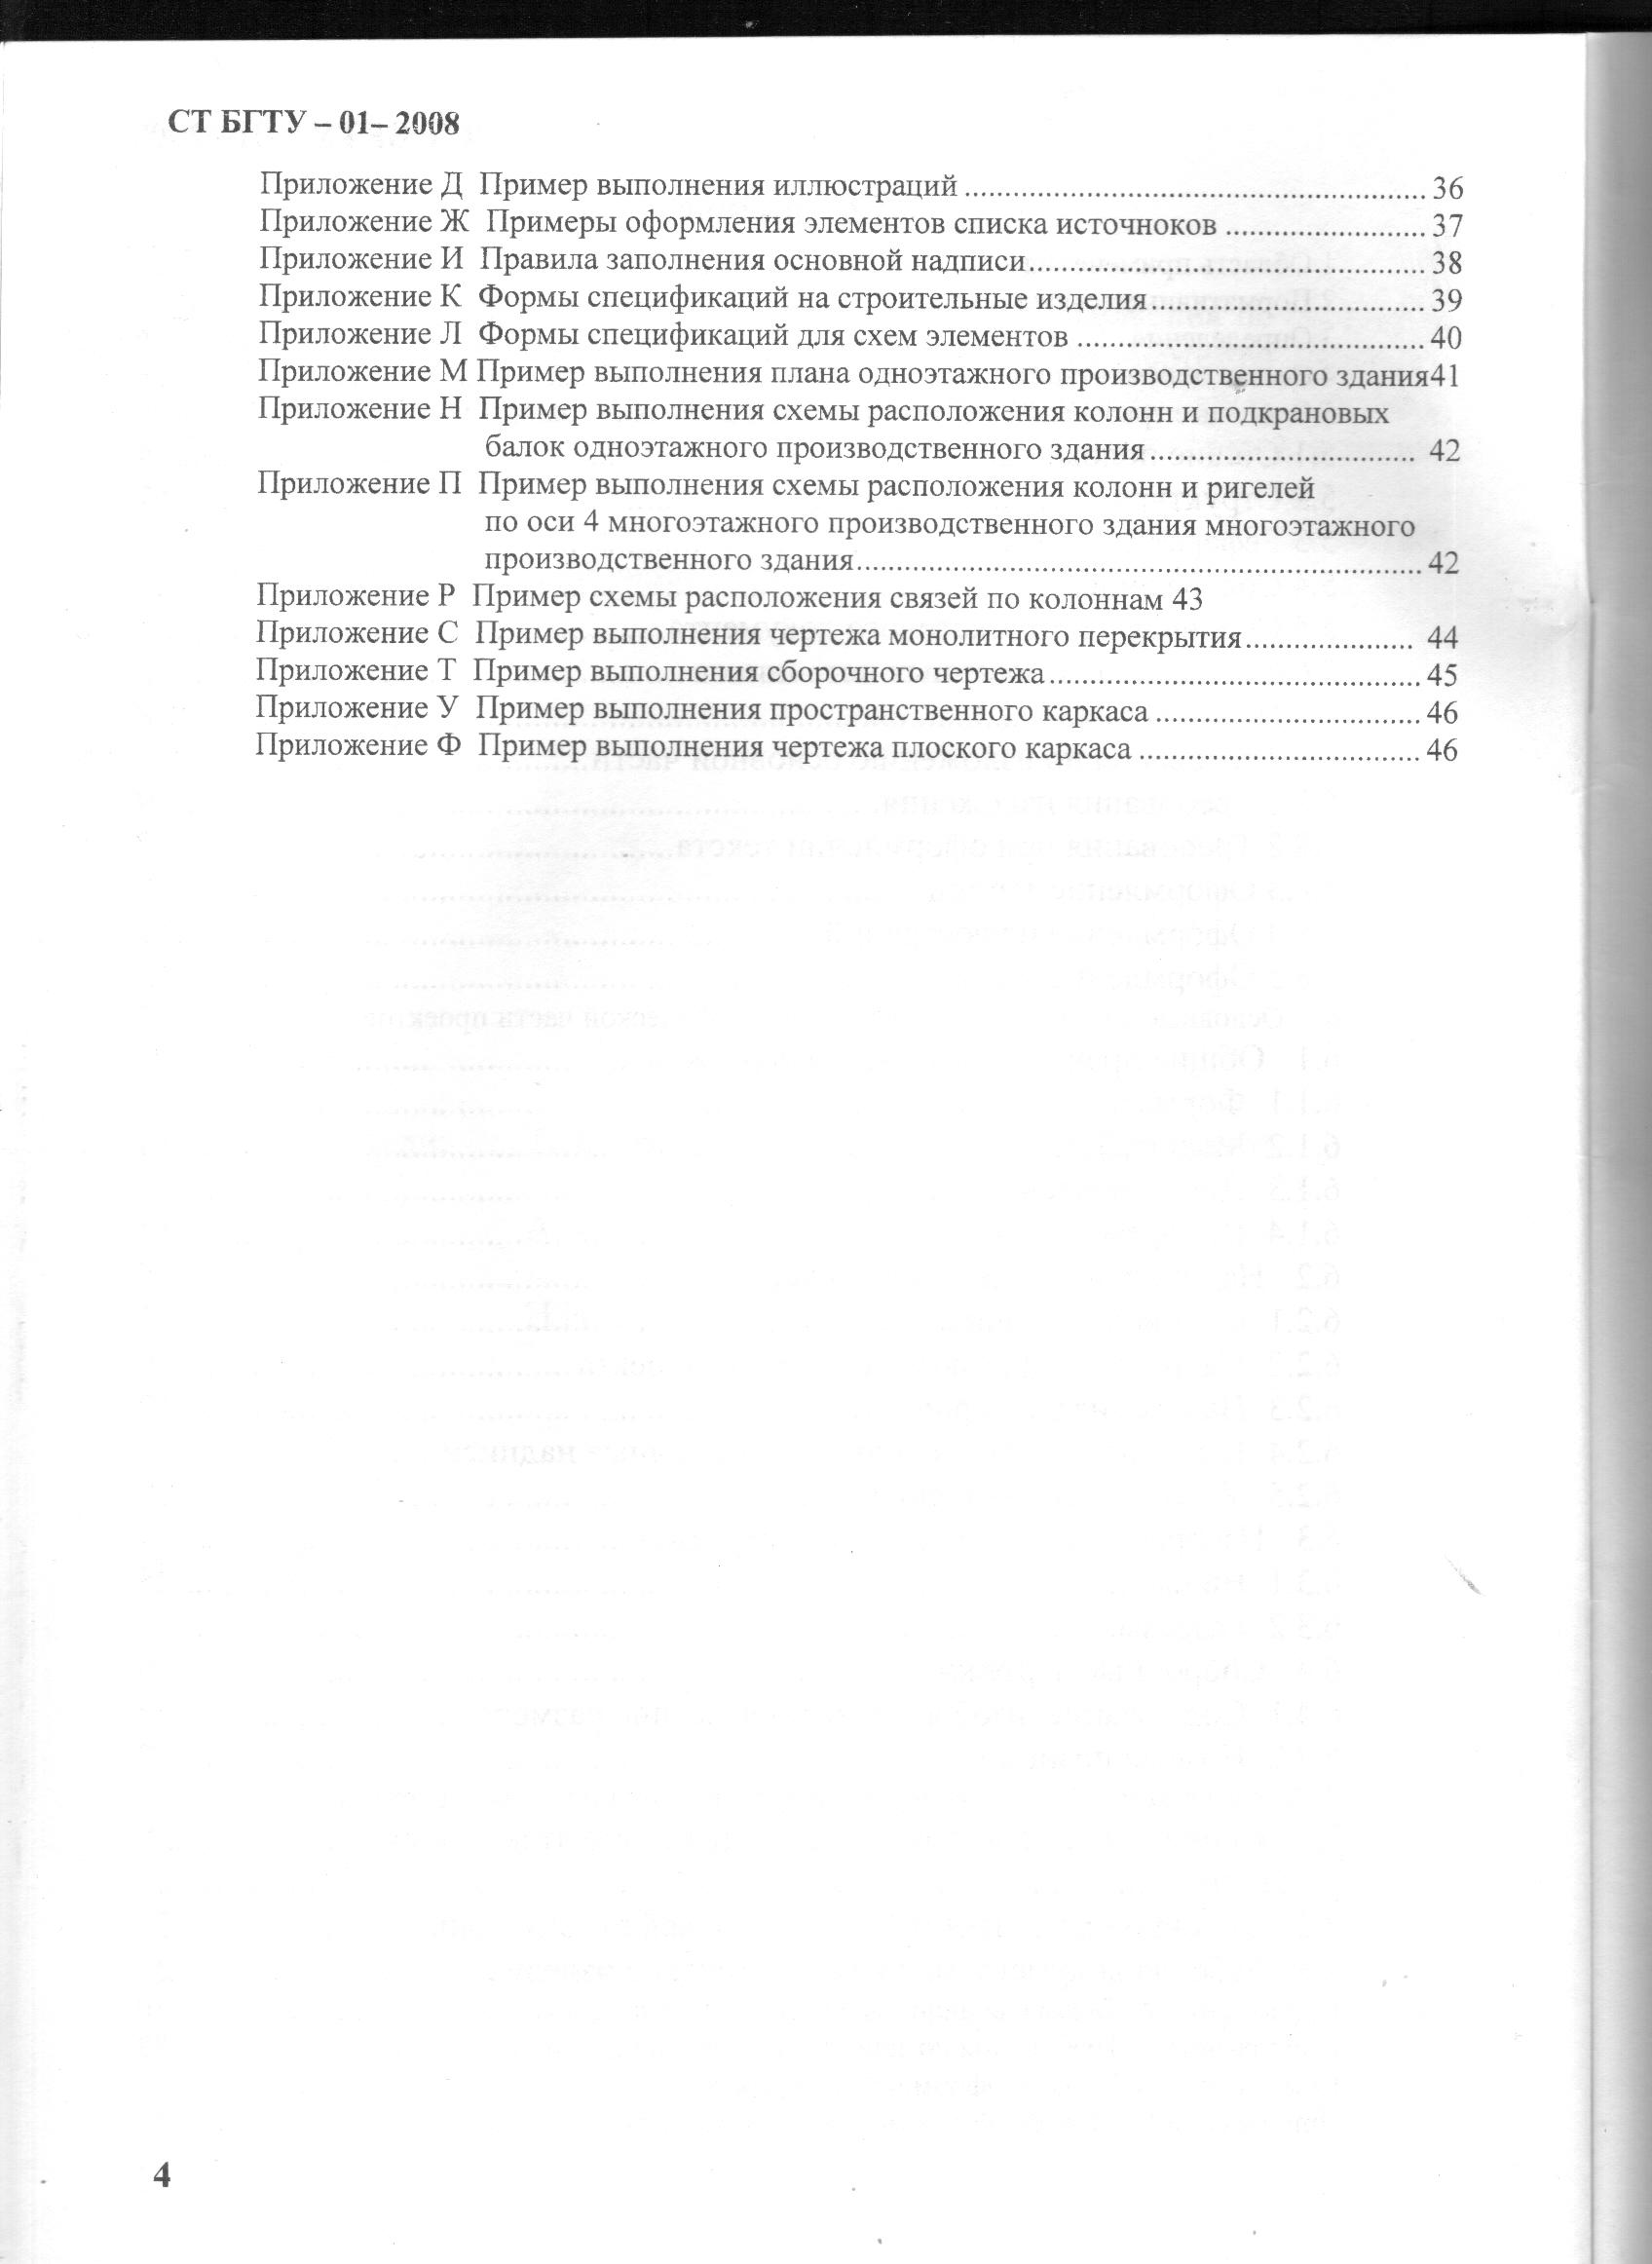 СТ БГТУ – 01– 2008
Приложение Д Пример выполнения иллюстраций ........ 36
Приложение Ж Примеры оформления элементов списка источноков ........ 37
Приложение И Правила заполнения основной надписи ........ 38
Приложение К Формы спецификаций на строительные изделия ........ 39
Приложение Л Формы спецификаций для схем элементов ........ 40
Приложение М Пример выполнения плана одноэтажного производственного здания41
Приложение Н Пример выполнения схемы расположения колонн и подкрановых
балок одноэтажного производственного здания ........ 42
Приложение П Пример выполнения схемы расположения колонн и ригелей
по оси 4 многоэтажного производственного здания многоэтажного
производственного здания ........ 42
Приложение Р Пример схемы расположения связей по колоннам 43
Приложение С Пример выполнения чертежа монолитного перекрытия ........ 44
Приложение Т Пример выполнения сборочного чертежа ........ 45
Приложение У Пример выполнения пространственного каркаса ........ 46
Приложение Ф Пример выполнения чертежа плоского каркаса ........ 46
4